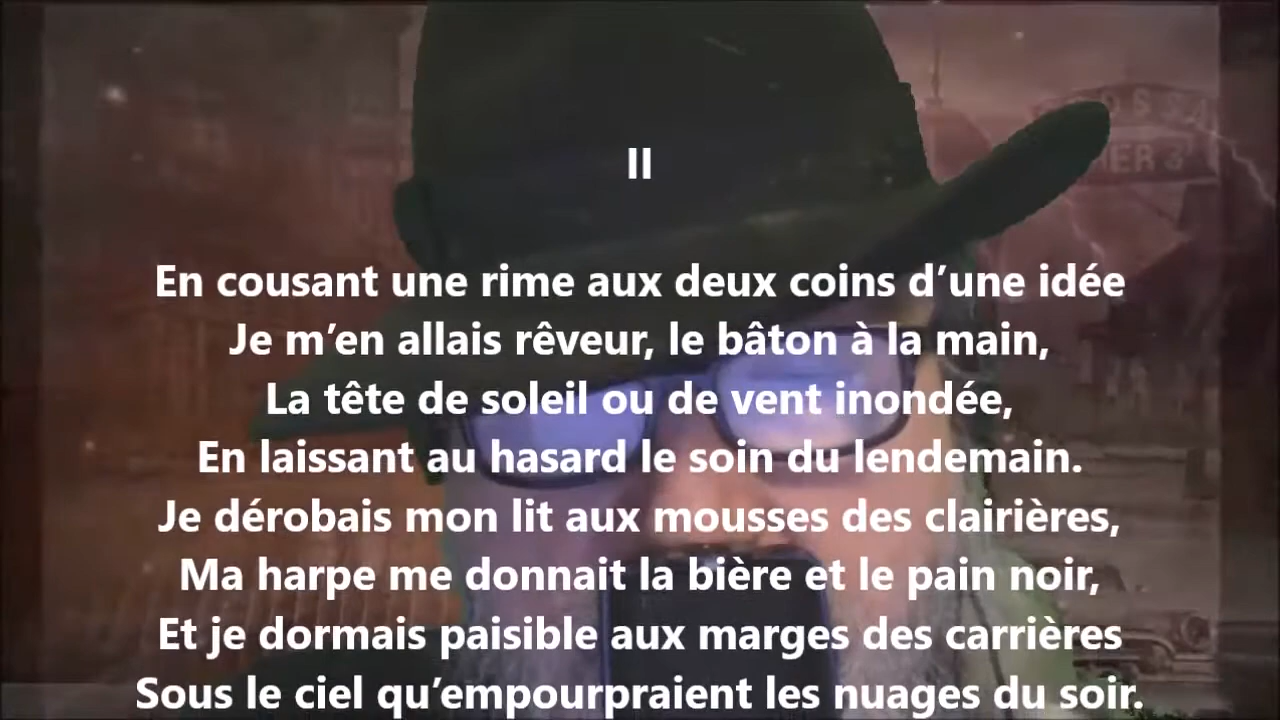 II
En cousant une rime aux deux coins d’une idée
Je m’en allais rêveur, le bâton à la main,
La tête de soleil ou de vent inondée,
En laissant au hasard le soin du lendemain.
Je dérobais mon lit aux mousses des clairières,
Ma harpe me donnait la bière et le pain noir,
Et je dormais paisible aux marges des carrières
Sous le ciel qu’empourpraient les nuages du soir.